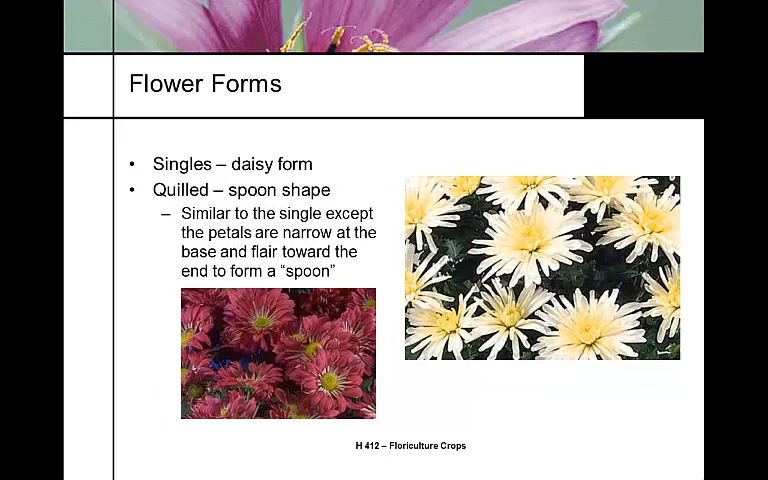 Flower Forms
• Singles – daisy form
• Quilled – spoon shape
– Similar to the single except
the petals are narrow at the
base and flair toward the
end to form a “spoon”
H 412 – Floriculture Crops